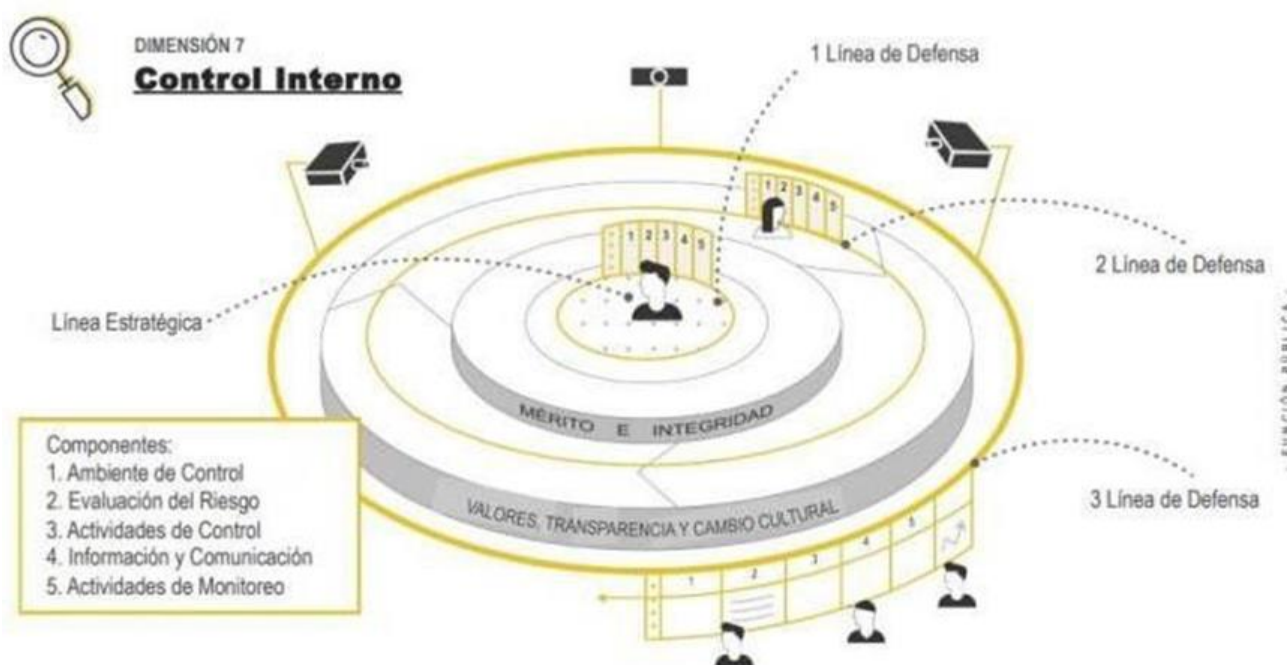 DIMENSIÓN 7
Control Interno
1 Línea de Defensa
1 2 3 4 5
1 2 3 4 5
2 Línea de Defensa
Línea Estratégica
FUNCIÓN PÚBLICA
MÉRITO E INTEGRIDAD
VALORES, TRANSPARENCIA Y CAMBIO CULTURAL
3 Línea de Defensa
Componentes:
1. Ambiente de Control
2. Evaluación del Riesgo
3. Actividades de Control
4. Información y Comunicación
5. Actividades de Monitoreo
1 2 3 4